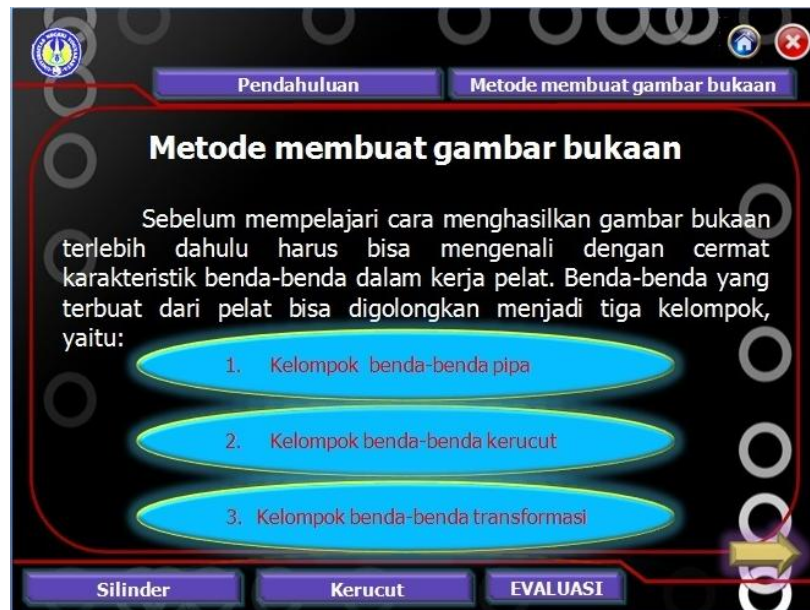 Pendahuluan
Metode membuat gambar bukaan
Metode membuat gambar bukaan
Sebelum mempelajari cara menghasilkan gambar bukaan
terlebih dahulu harus bisa mengenali dengan cermat
karakteristik benda-benda dalam kerja pelat. Benda-benda yang
terbuat dari pelat bisa digolongkan menjadi tiga kelompok,
yaitu:
1. Kelompok benda-benda pipa
2. Kelompok benda-benda kerucut
3. Kelompok benda-benda transformasi
Silinder
Kerucut
EVALUASI